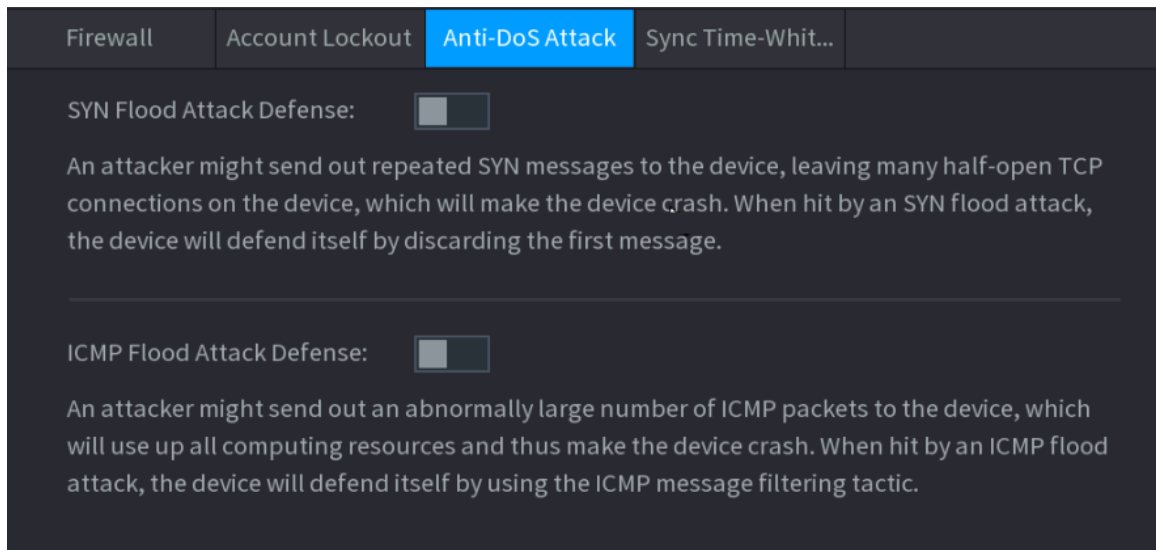 Firewall
Account Lockout
Anti-DoS Attack
Sync Time-Whit...
SYN Flood Attack Defense:
An attacker might send out repeated SYN messages to the device, leaving many half-open TCP
connections on the device, which will make the device crash. When hit by an SYN flood attack,
the device will defend itself by discarding the first message.
ICMP Flood Attack Defense:
An attacker might send out an abnormally large number of ICMP packets to the device, which
will use up all computing resources and thus make the device crash. When hit by an ICMP flood
attack, the device will defend itself by using the ICMP message filtering tactic.